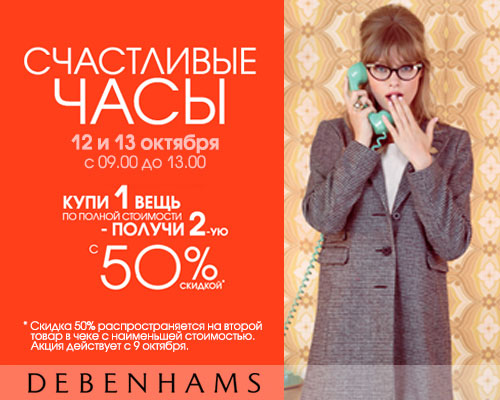 СЧАСТЛИВЫЕ
ЧАСЫ
12 и 13 октября
с 09.00 до 13.00
КУПИ 1 ВЕЩЬ
ПО ПОЛНОЙ СТОИМОСТИ
- ПОЛУЧИ 2-ую
с 50% СКИДКОЙ*
* Скидка 50% распространяется на второй
товар в чеке с наименьшей стоимостью.
Акция действует с 9 октября.
DEBENHAMS